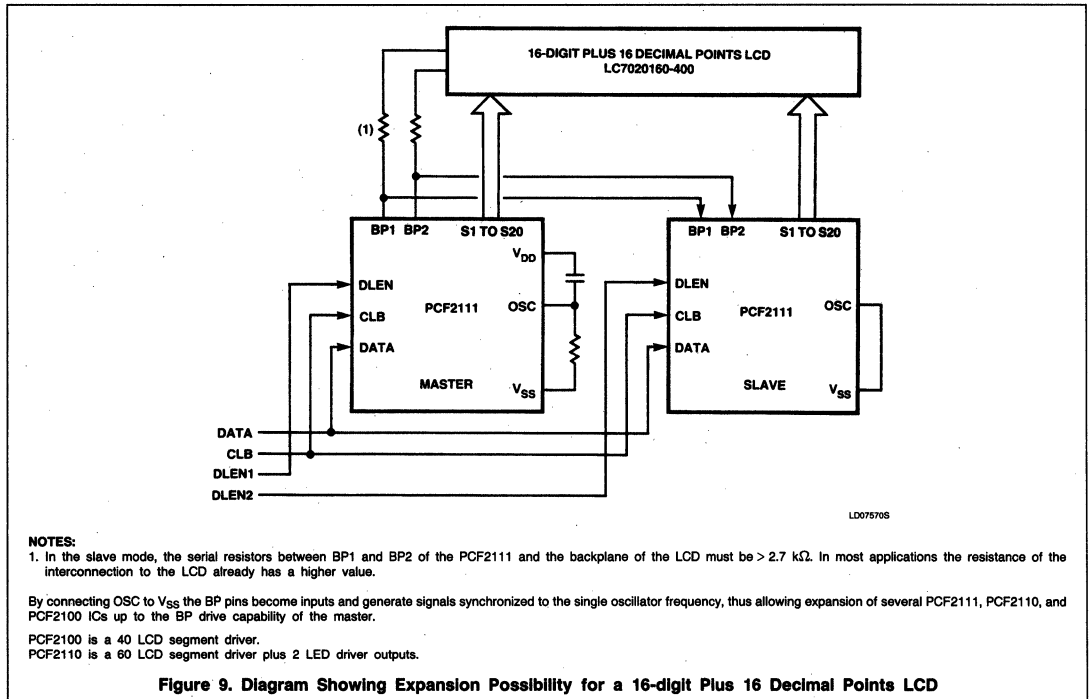 16-DIGIT PLUS 16 DECIMAL POINTS LCD
LC7020160-400
(1)
BP1 BP2 S1 TO S20
BP1 BP2 S1 TO S20
VDD
DLEN
PCF2111
OSC
CLB
DATA
MASTER
VSS
DLEN
PCF2111
OSC
CLB
DATA
SLAVE
VSS
DATA
CLB
DLEN1
DLEN2
LD07570S
NOTES:
1. In the slave mode, the serial resistors between BP1 and BP2 of the PCF2111 and the backplane of the LCD must be > 2.7 kΩ. In most applications the resistance of the
interconnection to the LCD already has a higher value.
By connecting OSC to VSS the BP pins become inputs and generate signals synchronized to the single oscillator frequency, thus allowing expansion of several PCF2111, PCF2110, and
PCF2100 ICs up to the BP drive capability of the master.
PCF2100 is a 40 LCD segment driver.
PCF2110 is a 60 LCD segment driver plus 2 LED driver outputs.
Figure 9. Diagram Showing Expansion Possibility for a 16-digit Plus 16 Decimal Points LCD